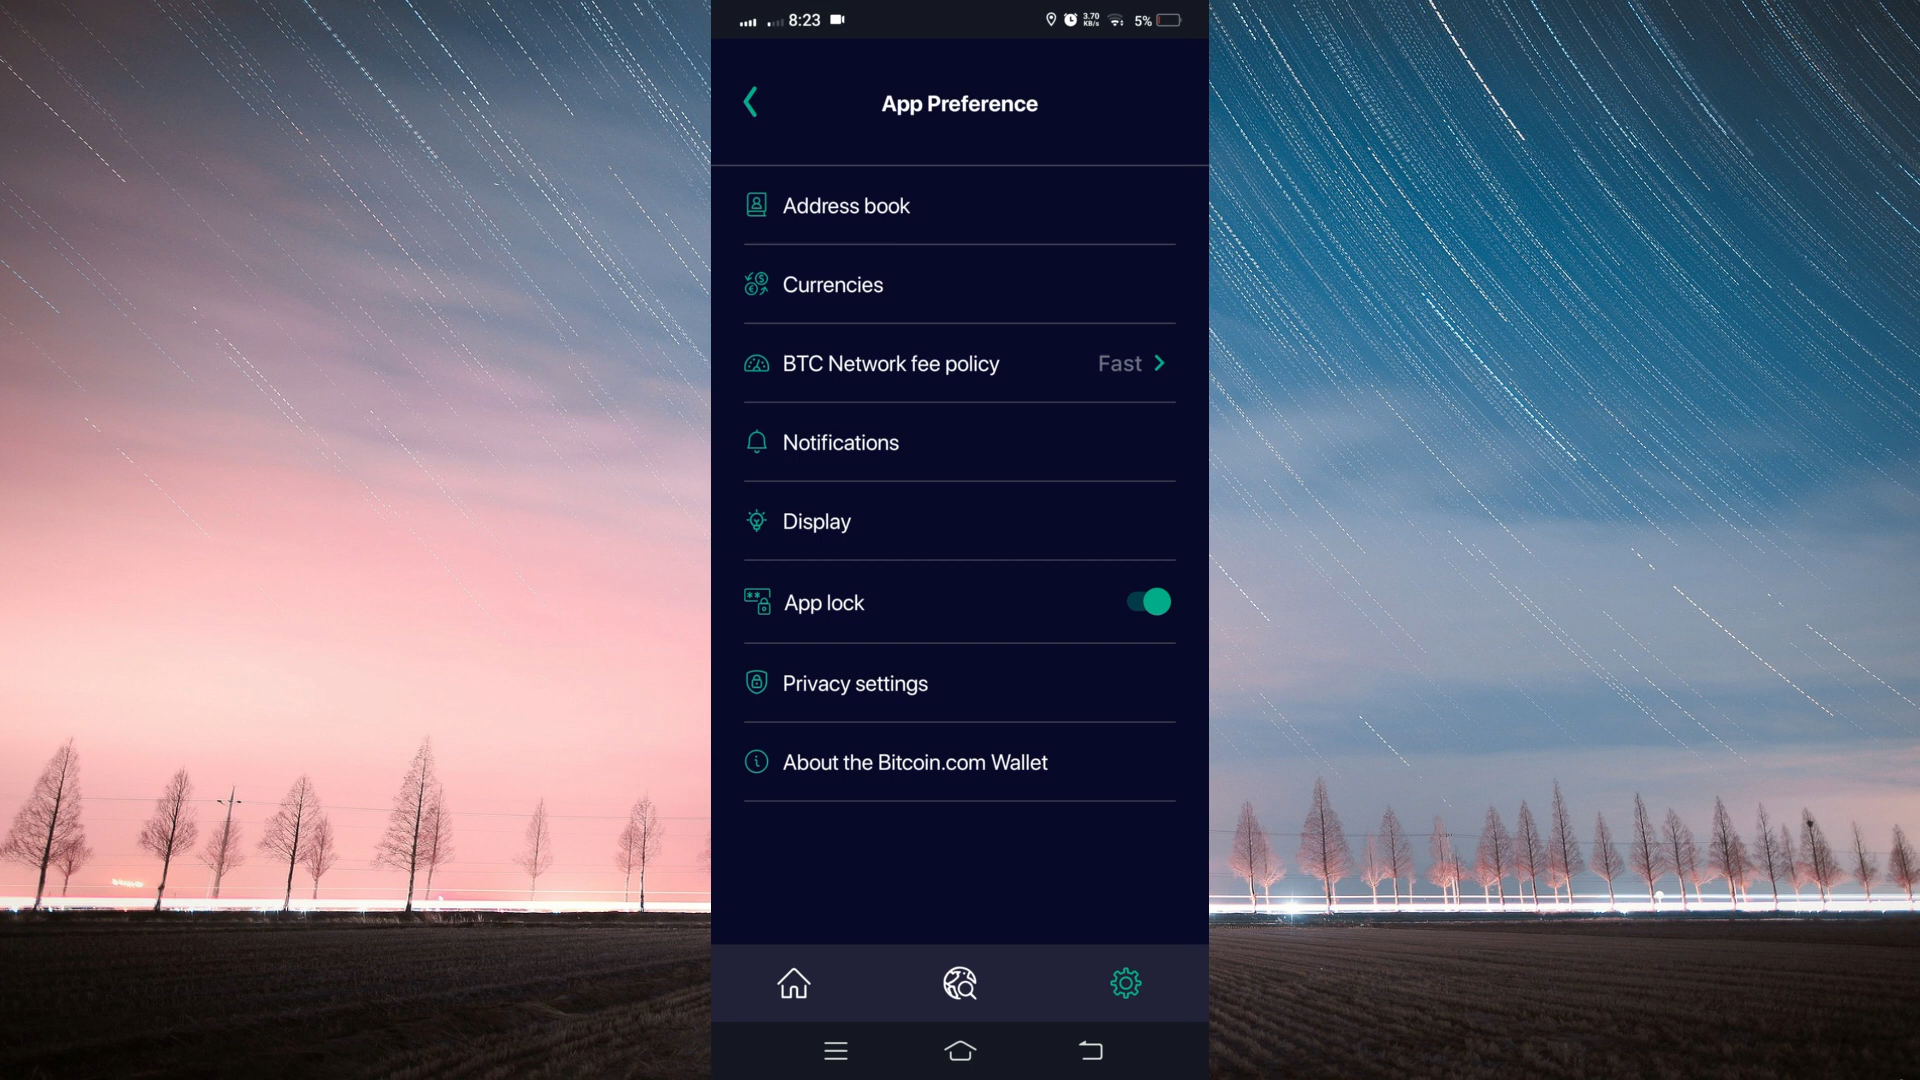 8:23 3.70 KB/s 5%
App Preference
Address book
Currencies
BTC Network fee policy Fast
Notifications
Display
App lock
Privacy settings
About the Bitcoin.com Wallet